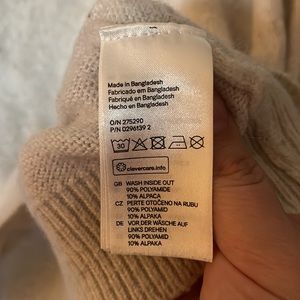 Made in Bangladesh
Fabricado em Bangladesh
Fabriqué en Bangladesh
Hecho en Bangladesh
O/N 275290
P/N 0296139 2
30
clevercare.info
GB WASH INSIDE OUT
90% POLYAMIDE
10% ALPACA
CZ PERTE OTOČENO NA RUBU
90% POLYAMID
10% ALPAKA
DE VOR DER WÄSCHE AUF
LINKS DREHEN
90% POLYAMID
10% ALPAKA